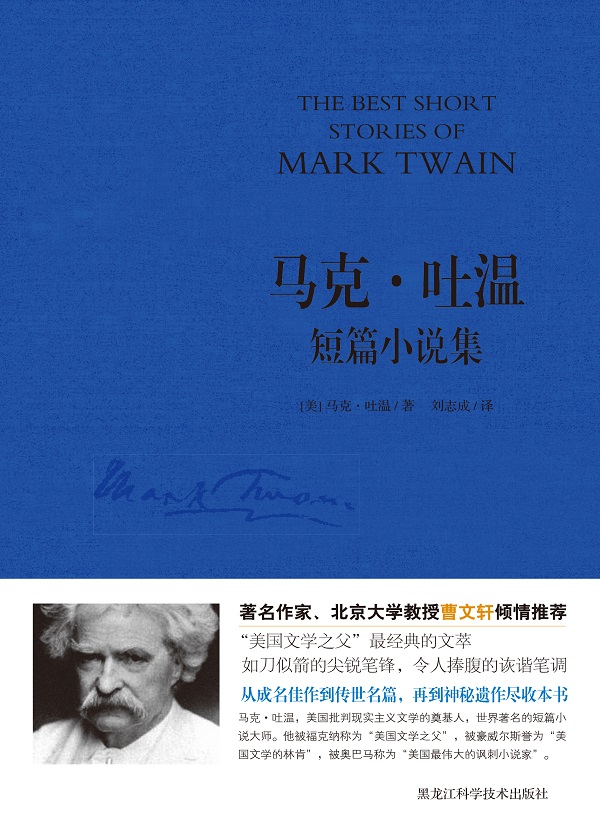 THE BEST SHORT
STORIES OF
MARK TWAIN
马克·吐温
短篇小说集
[美] 马克·吐温 / 著 刘志成 / 译
Mark Twain.
著名作家、北京大学教授曹文轩倾情推荐
“美国文学之父”最经典的文萃
如刀似箭的尖锐笔锋，令人捧腹的诙谐笔调
从成名佳作到传世名篇，再到神秘遗作尽收本书
马克·吐温，美国批判现实主义文学的奠基人，世界著名的短篇小
说大师。他被福克纳称为“美国文学之父”，被豪威尔斯誉为“美
国文学的林肯”，被奥巴马称为“美国最伟大的讽刺小说家”。
黑龙江科学技术出版社